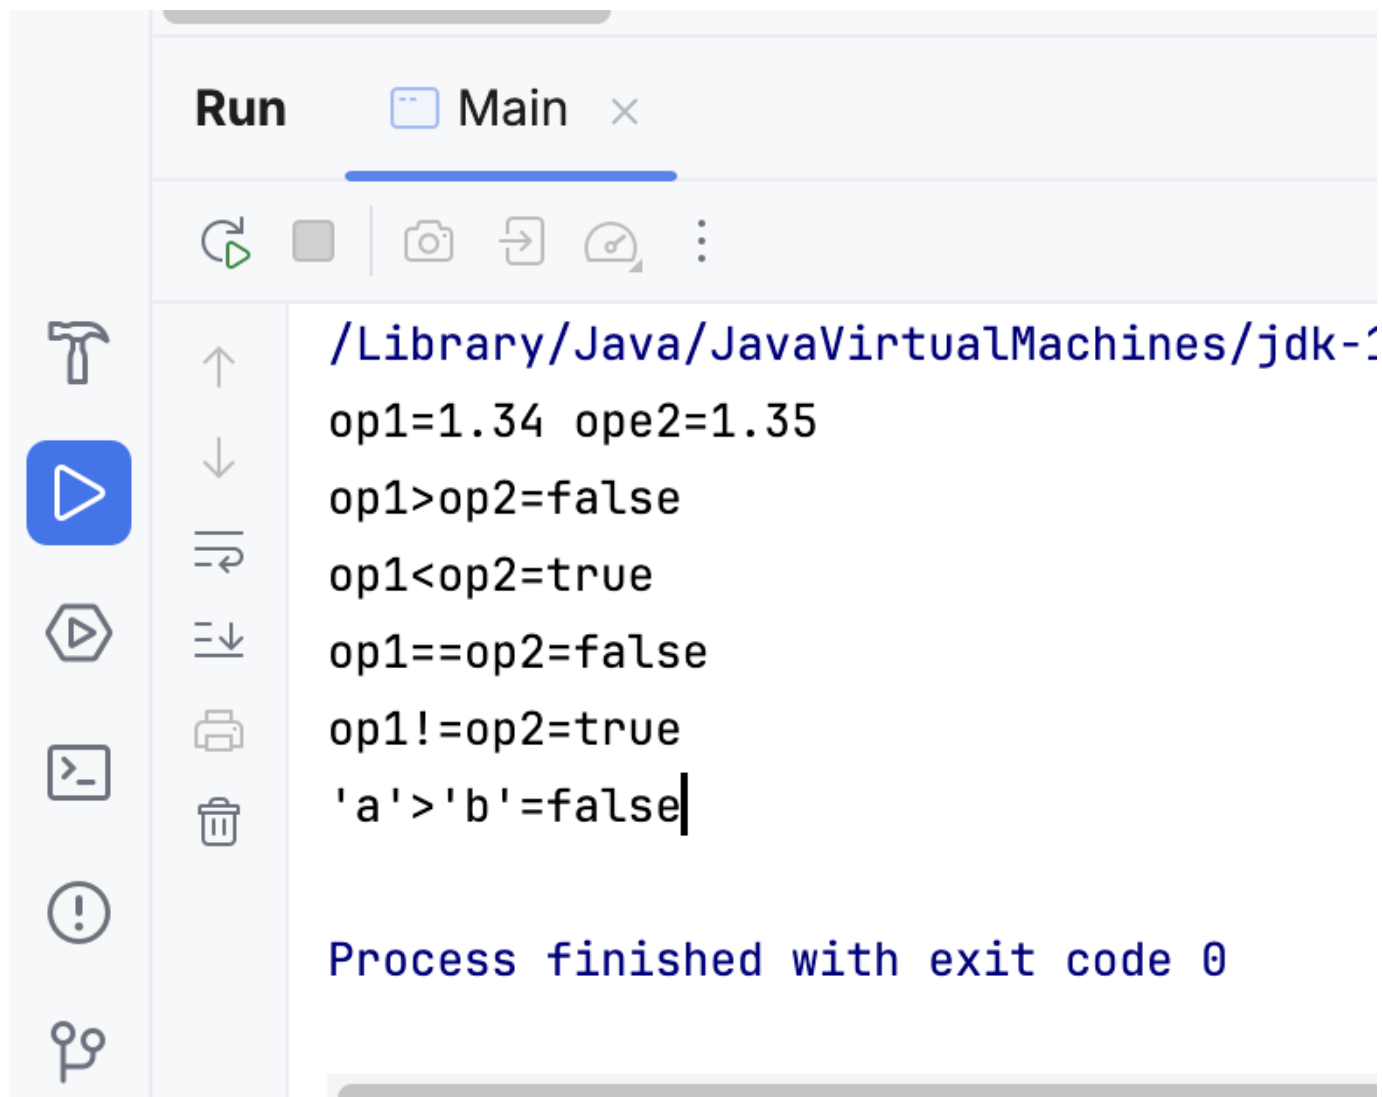 Run Main
/Library/Java/JavaVirtualMachines/jdk-1
op1=1.34 ope2=1.35
op1>op2=false
op1<op2=true
op1==op2=false
op1!=op2=true
'a'>'b'=false
Process finished with exit code 0